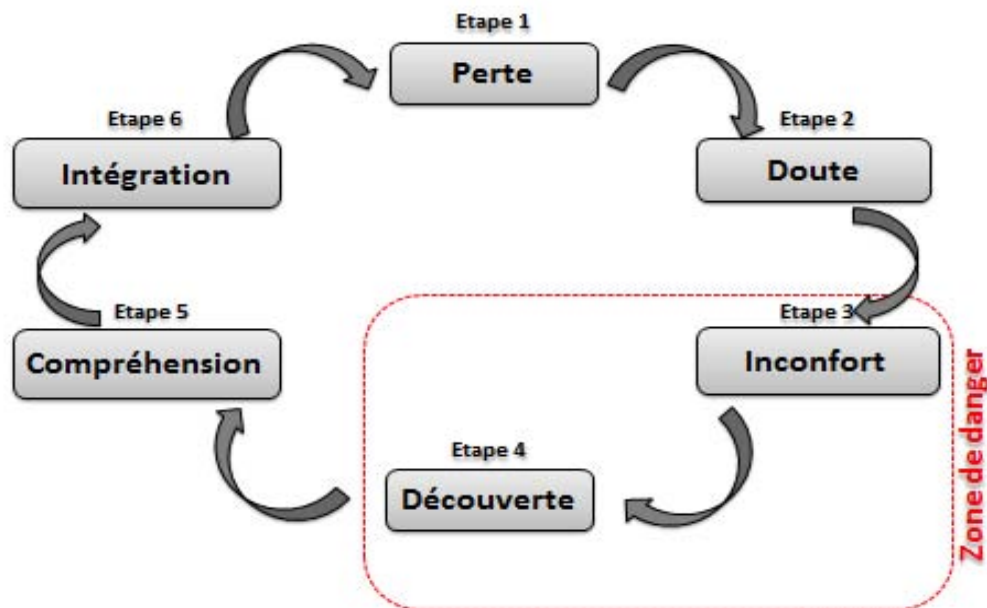 Etape 1
Perte
Etape 2
Doute
Etape 3
Inconfort
Zone de danger
Etape 4
Découverte
Etape 5
Compréhension
Etape 6
Intégration